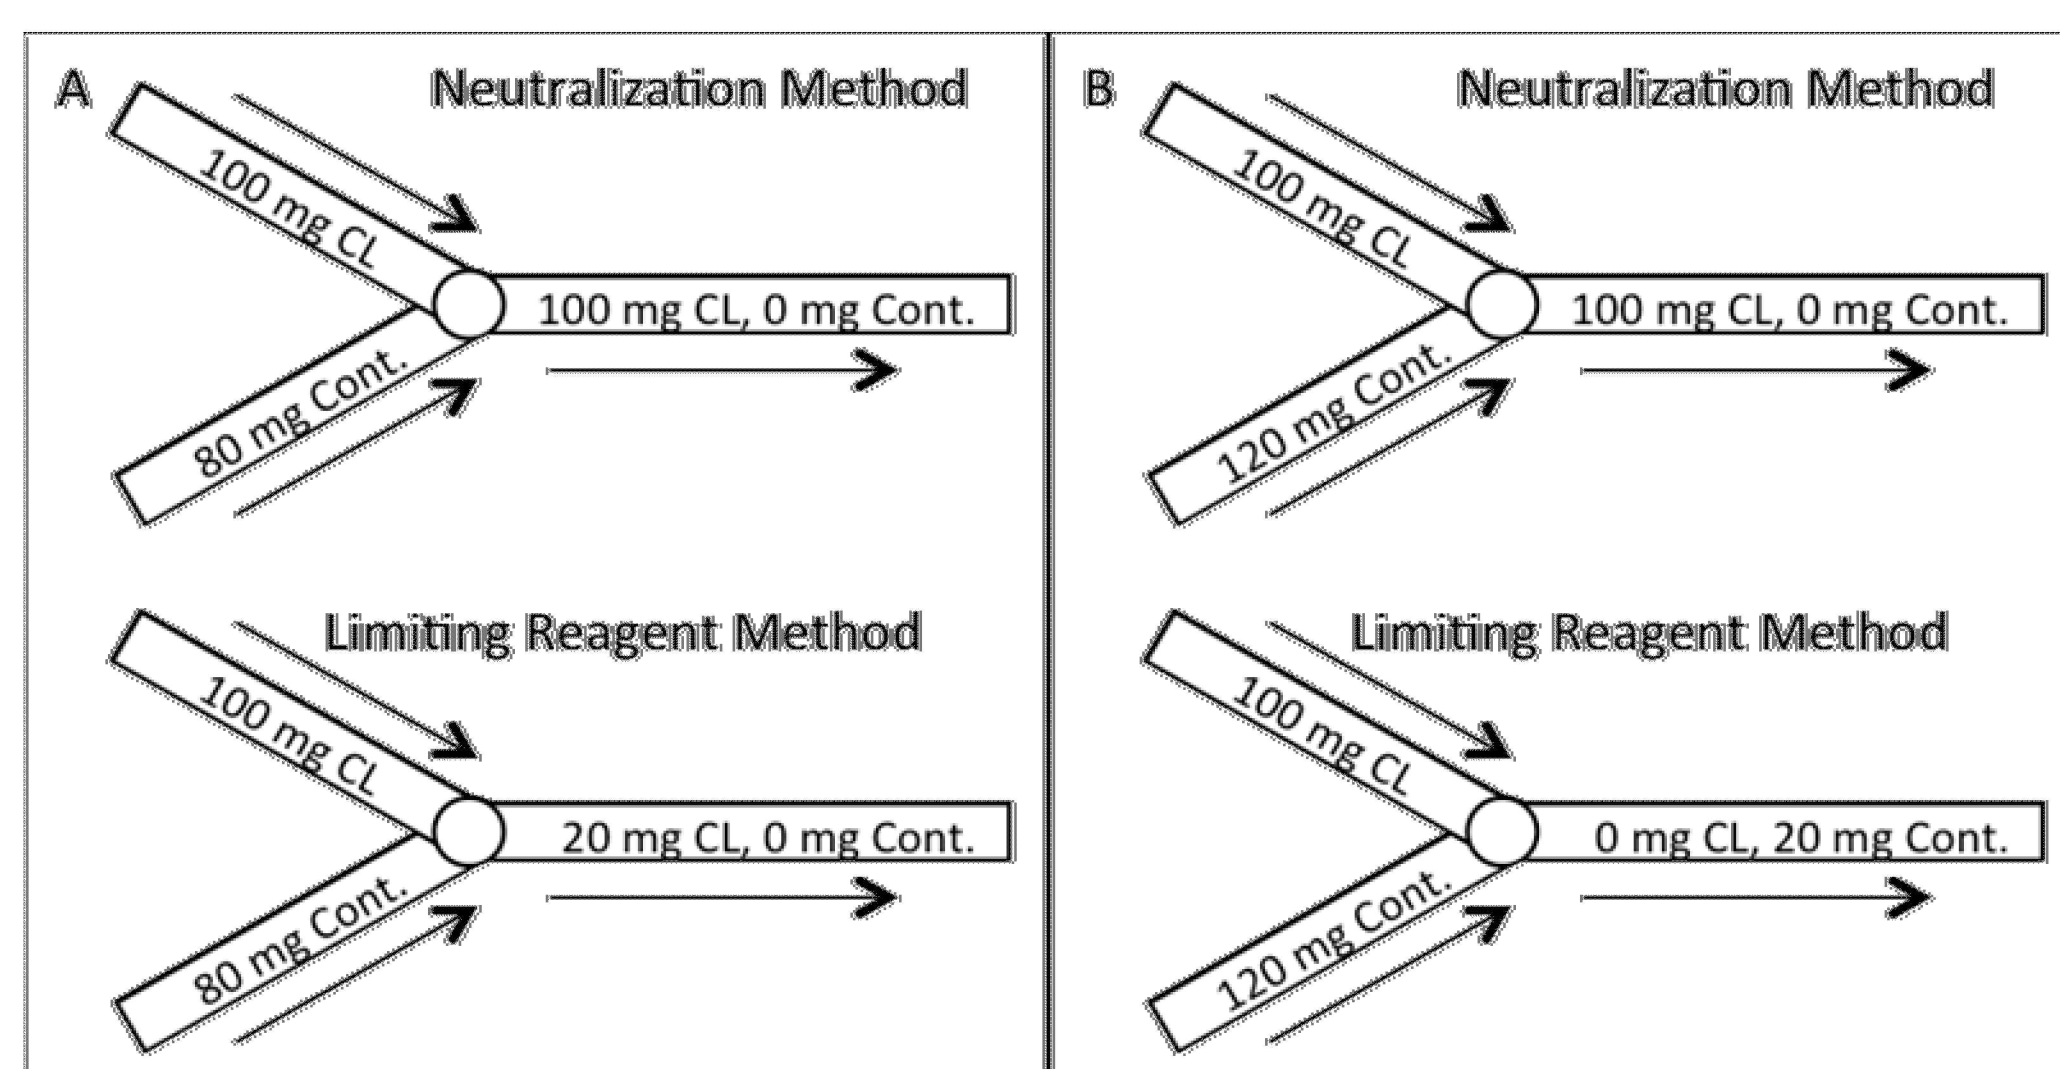 A
Neutralization Method
100 mg CL
100 mg CL, 0 mg Cont.
80 mg Cont.
Limiting Reagent Method
100 mg CL
20 mg CL, 0 mg Cont.
80 mg Cont.
B
Neutralization Method
100 mg CL
100 mg CL, 0 mg Cont.
120 mg Cont.
Limiting Reagent Method
100 mg CL
0 mg CL, 20 mg Cont.
120 mg Cont.